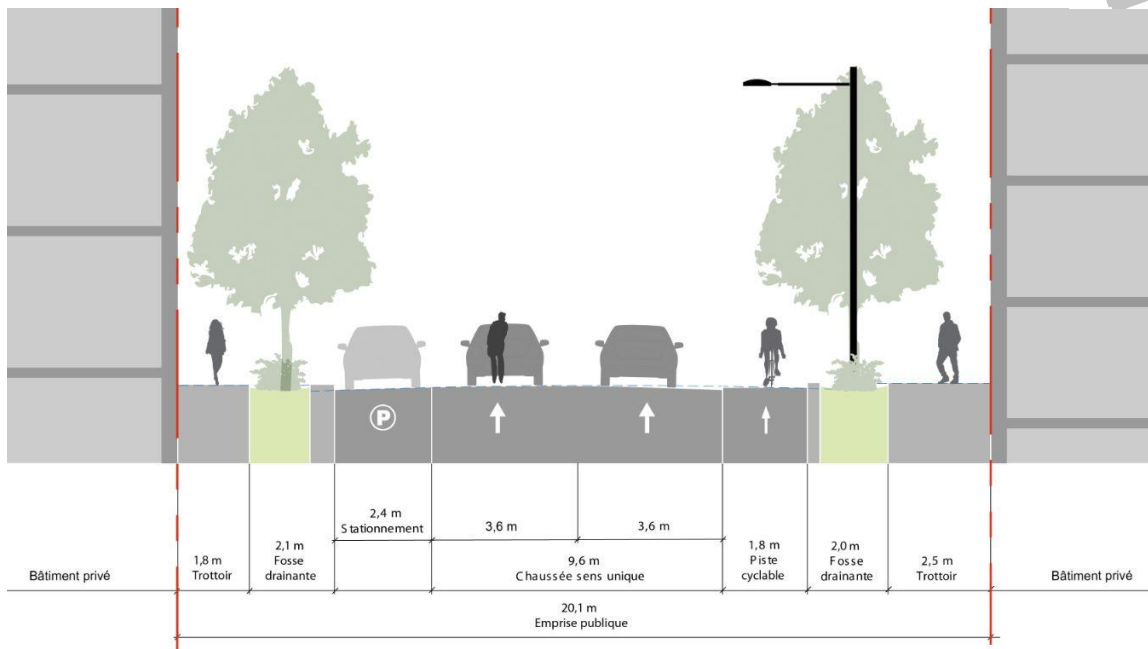 P
2,4 m
Stationnement
3,6 m
3,6 m
1,8 m
Trottoir
2,1 m
Fosse
drainante
9,6 m
Chaussée sens unique
1,8 m
Piste
cyclable
2,0 m
Fosse
drainante
2,5 m
Trottoir
Bâtiment privé
Bâtiment privé
20,1 m
Emprise publique